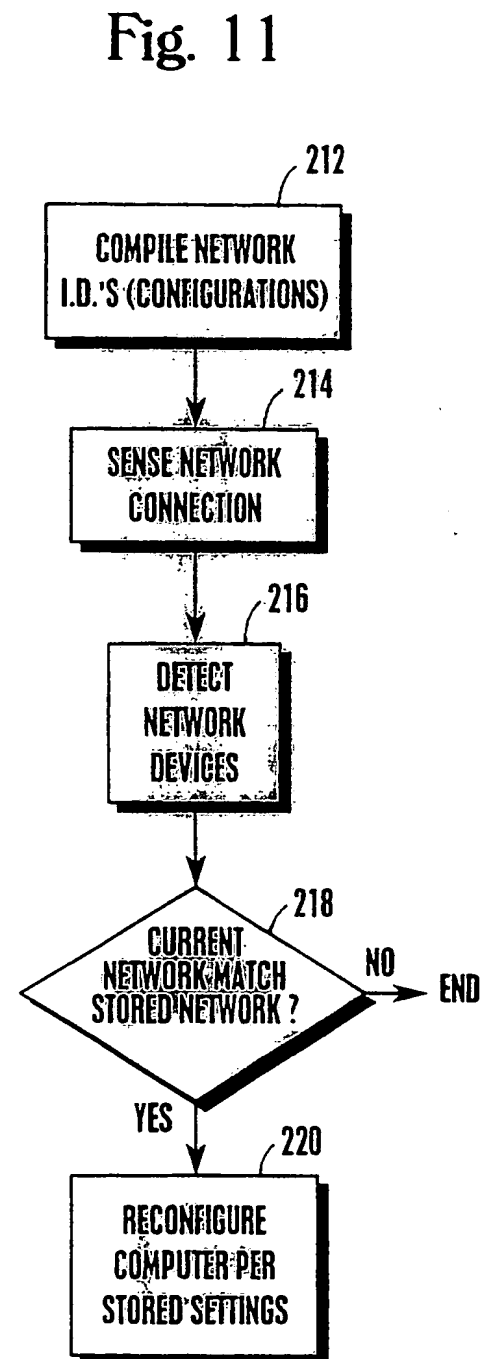 Fig. 11
212
COMPILE NETWORK
I.D.'S (CONFIGURATIONS)
214
SENSE NETWORK
CONNECTION
216
DETECT
NETWORK
DEVICES
218
CURRENT
NETWORK MATCH
STORED NETWORK ?
NO
END
YES
220
RECONFIGURE
COMPUTER PER
STORED SETTINGS